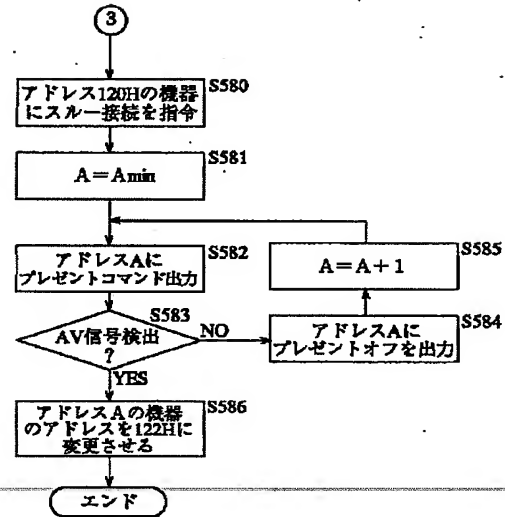 3
アドレス120Hの機器
にスルー接続を指令
S580
S581
A=Amin
アドレスAに
プレゼントコマンド出力
S582
S585
A=A+1
S583
AV信号検出
?
NO
YES
アドレスAに
プレゼントオフを出力
S584
アドレスAの機器
のアドレスを122Hに
変更させる
S586
エンド